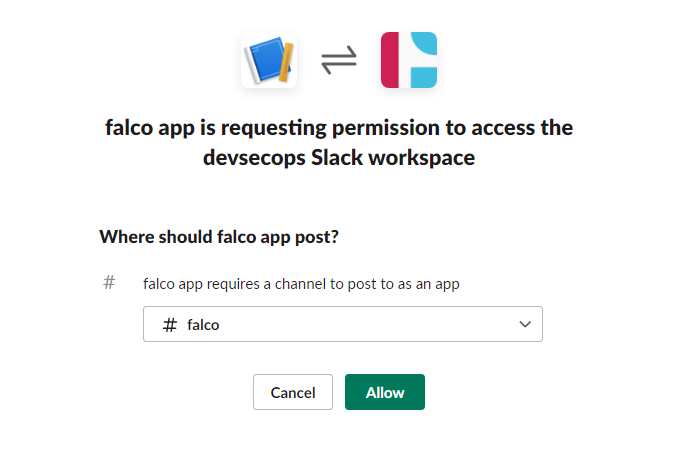 falco app is requesting permission to access the
devsecops Slack workspace
Where should falco app post?
# falco app requires a channel to post to as an app
# falco
Cancel Allow